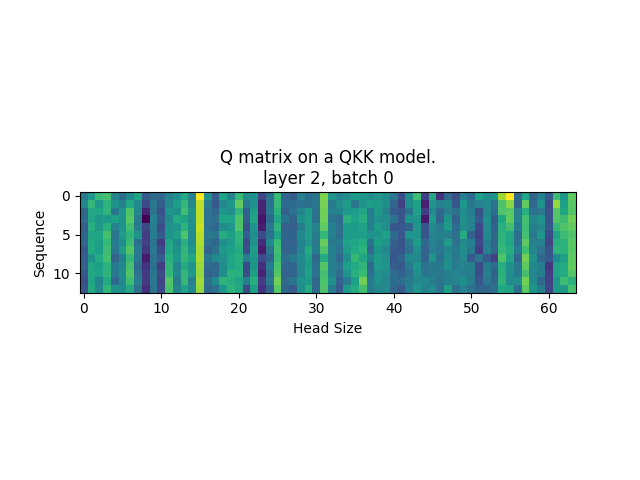 Q matrix on a QKK model.
layer 2, batch 0
0
5
10
Sequence
0 10 20 30 40 50 60
Head Size